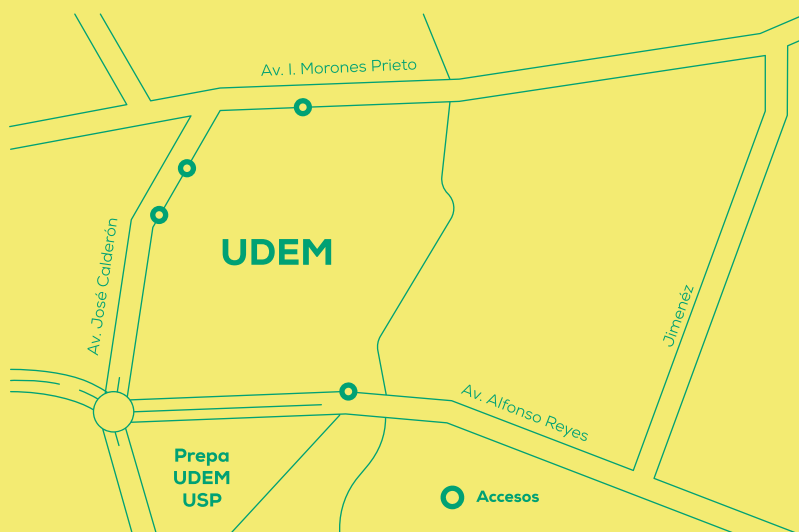 Av. I. Morones Prieto
Av. José Calderón
UDEM
Jimenéz
Av. Alfonso Reyes
Prepa
UDEM
USP
Accesos